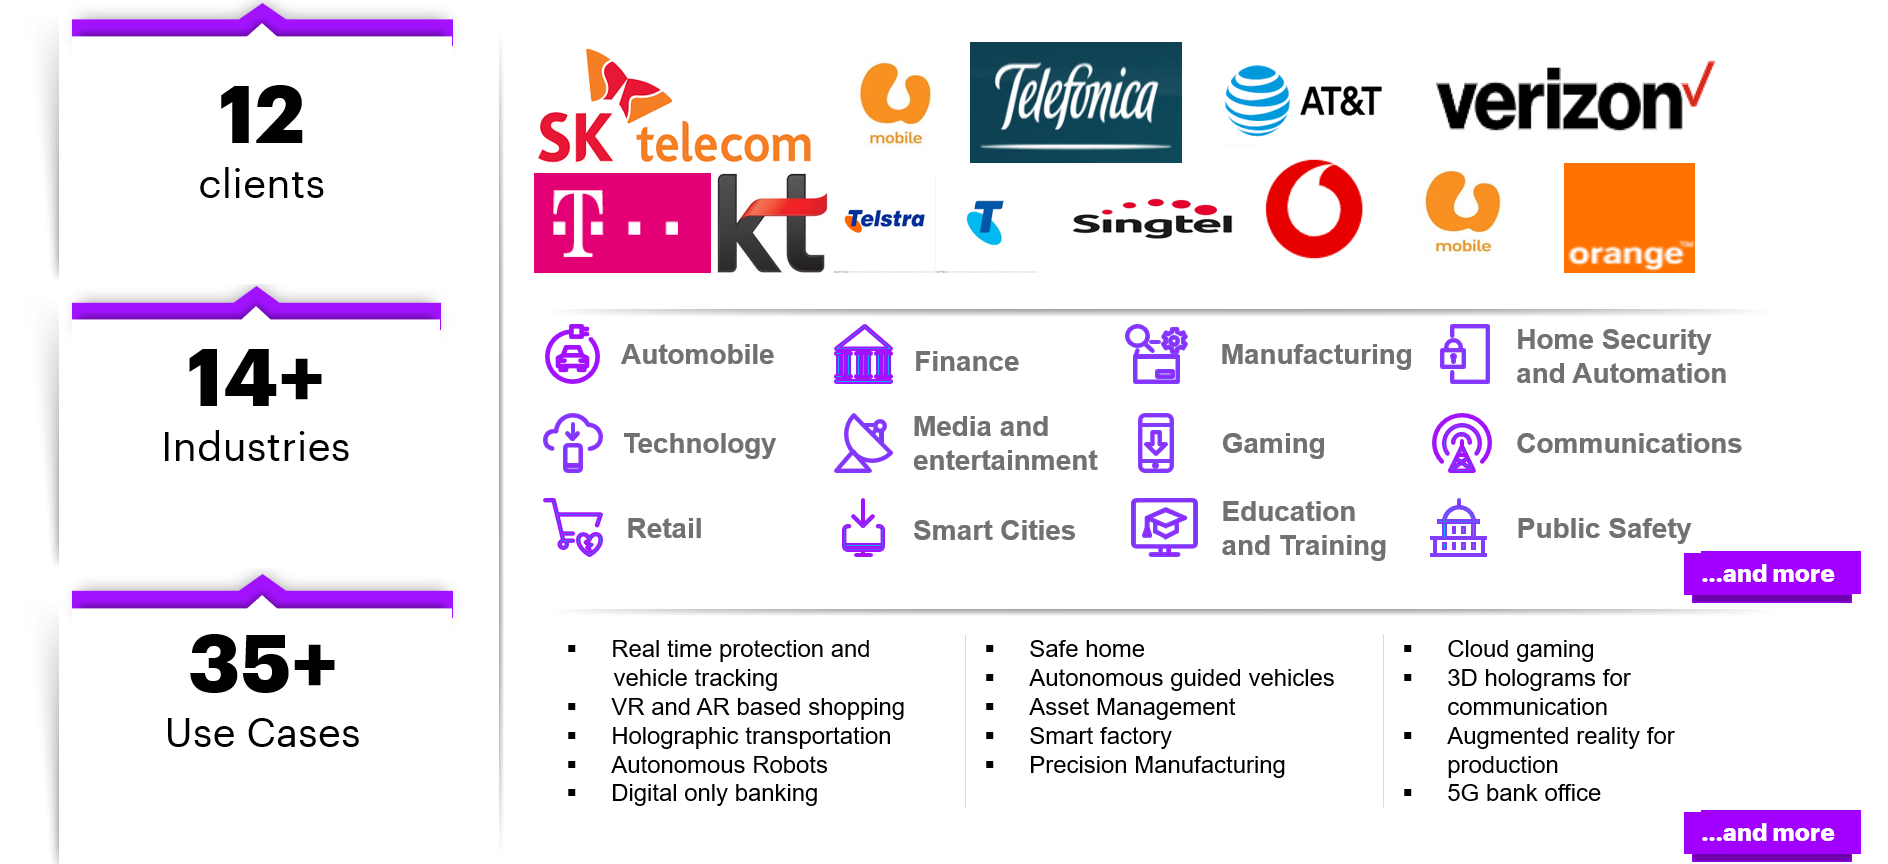 12
clients
SK telecom
mobile
Telefónica
AT&T
verizon
T
kt
Telstra
T
Singtel
mobile
orange™
14+
Industries
Automobile
Finance
Manufacturing
Home Security
and Automation
Technology
Media and
entertainment
Gaming
Communications
Retail
Smart Cities
Education
and Training
Public Safety
...and more
35+
Use Cases
▪ Real time protection and
vehicle tracking
▪ VR and AR based shopping
▪ Holographic transportation
▪ Autonomous Robots
▪ Digital only banking
▪ Safe home
▪ Autonomous guided vehicles
▪ Asset Management
▪ Smart factory
▪ Precision Manufacturing
▪ Cloud gaming
▪ 3D holograms for
communication
▪ Augmented reality for
production
▪ 5G bank office
...and more